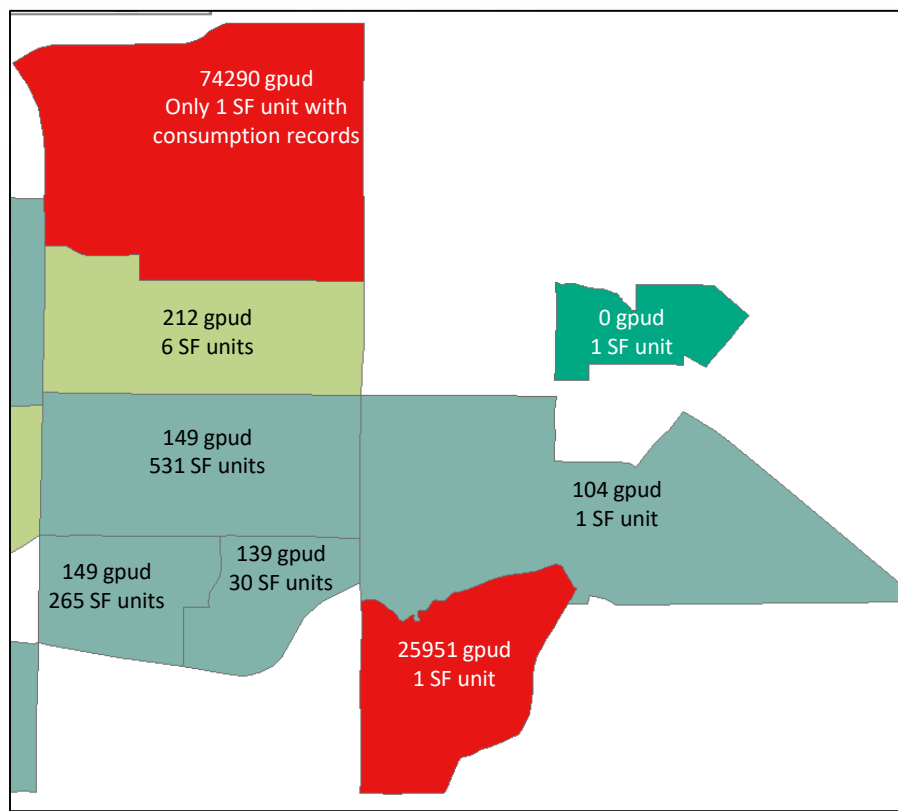 74290 gpud
Only 1 SF unit with
consumption records
212 gpud
6 SF units
0 gpud
1 SF unit
149 gpud
531 SF units
104 gpud
1 SF unit
149 gpud
265 SF units
139 gpud
30 SF units
25951 gpud
1 SF unit